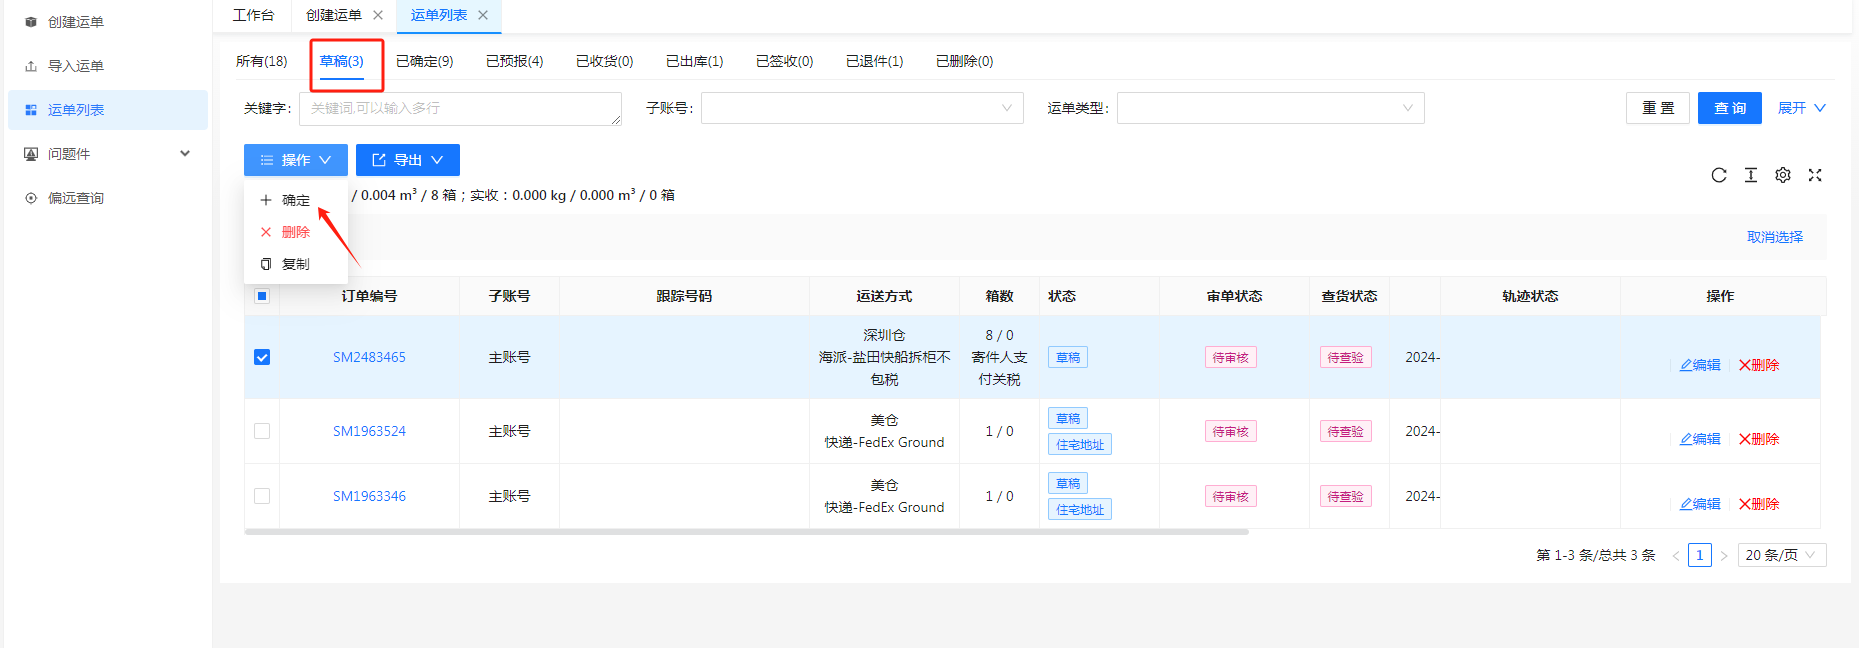 创建运单
导入运单
运单列表
问题件
偏远查询
工作台 创建运单 运单列表
所有(18) 草稿(3) 已确定(9) 已预报(4) 已收货(0) 已出库(1) 已签收(0) 已退件(1) 已删除(0)
关键字: 关键词,可以输入多行 子账号: 运单类型: 重 置 查 询 展开
操作 导出
/ 0.004 m³ / 8 箱 ; 实收 : 0.000 kg / 0.000 m³ / 0 箱
确定
删除
复制
取消选择
订单编号 子账号 跟踪号码 运送方式 箱数 状态 审单状态 查货状态 轨迹状态 操作
SM2483465 主账号 深圳仓 8 / 0 草稿 待审核 待查验 2024- 编辑 删除
海派-盐田快船拆柜不 寄件人支
包税 付关税
SM1963524 主账号 美仓 1 / 0 草稿 待审核 待查验 2024- 编辑 删除
快递-FedEx Ground 住宅地址
SM1963346 主账号 美仓 1 / 0 草稿 待审核 待查验 2024- 编辑 删除
快递-FedEx Ground 住宅地址
第 1-3 条/总共 3 条 < 1 > 20 条/页